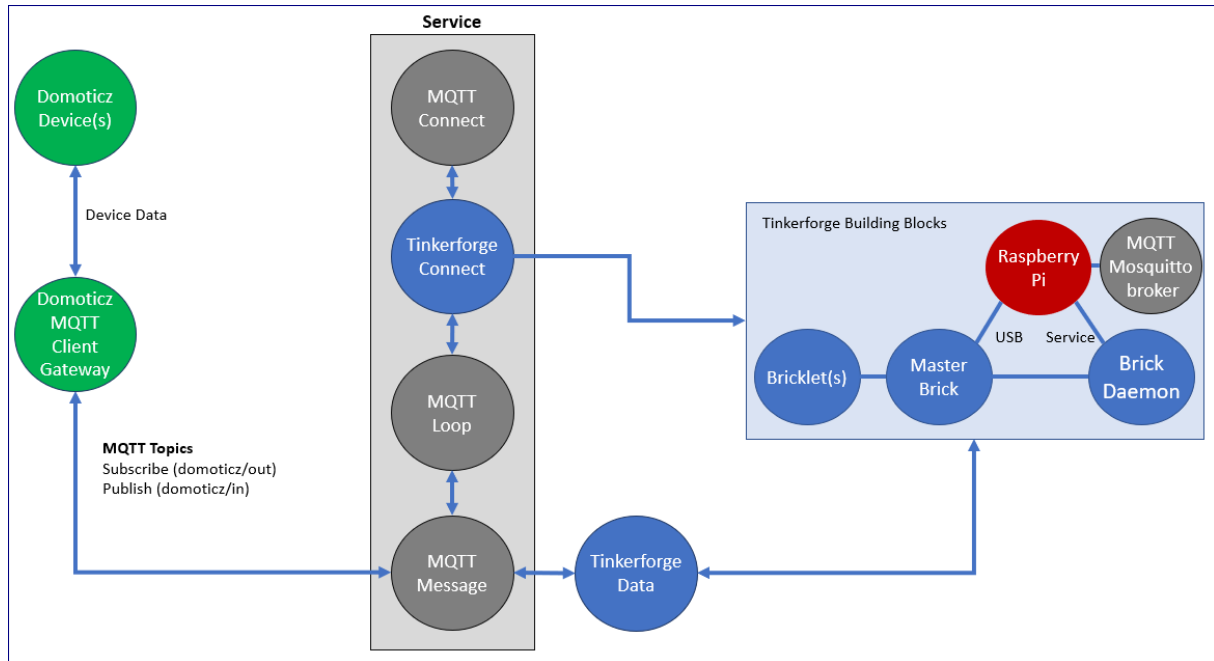 Service
Domoticz
Device(s)
Device Data
Domoticz
MQTT
Client
Gateway
MQTT Topics
Subscribe (domoticz/out)
Publish (domoticz/in)
MQTT
Connect
Tinkerforge
Connect
MQTT
Loop
MQTT
Message
Tinkerforge
Data
Tinkerforge Building Blocks
Raspberry
Pi
MQTT
Mosquitto
broker
USB
Service
Bricklet(s)
Master
Brick
Brick
Daemon